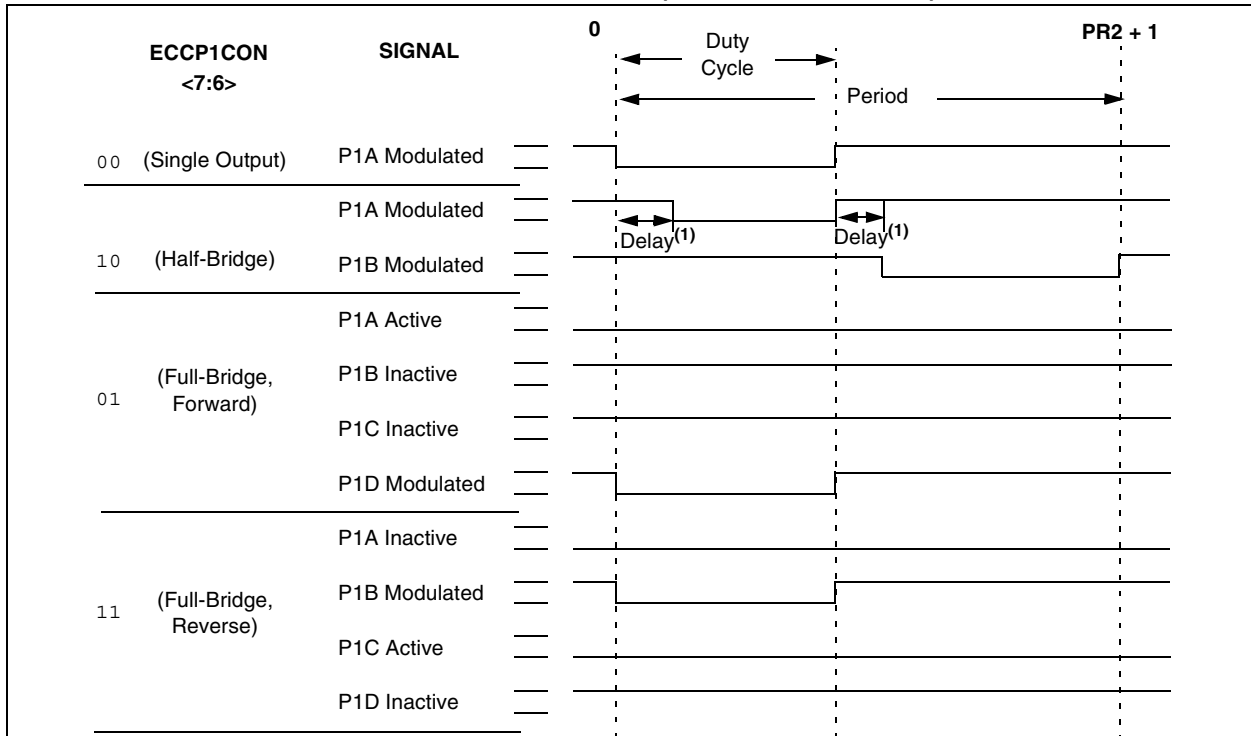 ECCP1CON
<7:6>
SIGNAL
0
Duty
Cycle
PR2 + 1
Period
00 (Single Output) P1A Modulated
P1A Modulated
Delay(1) Delay(1)
10 (Half-Bridge) P1B Modulated
P1A Active
P1B Inactive
01 (Full-Bridge,
Forward)
P1C Inactive
P1D Modulated
P1A Inactive
P1B Modulated
11 (Full-Bridge,
Reverse)
P1C Active
P1D Inactive